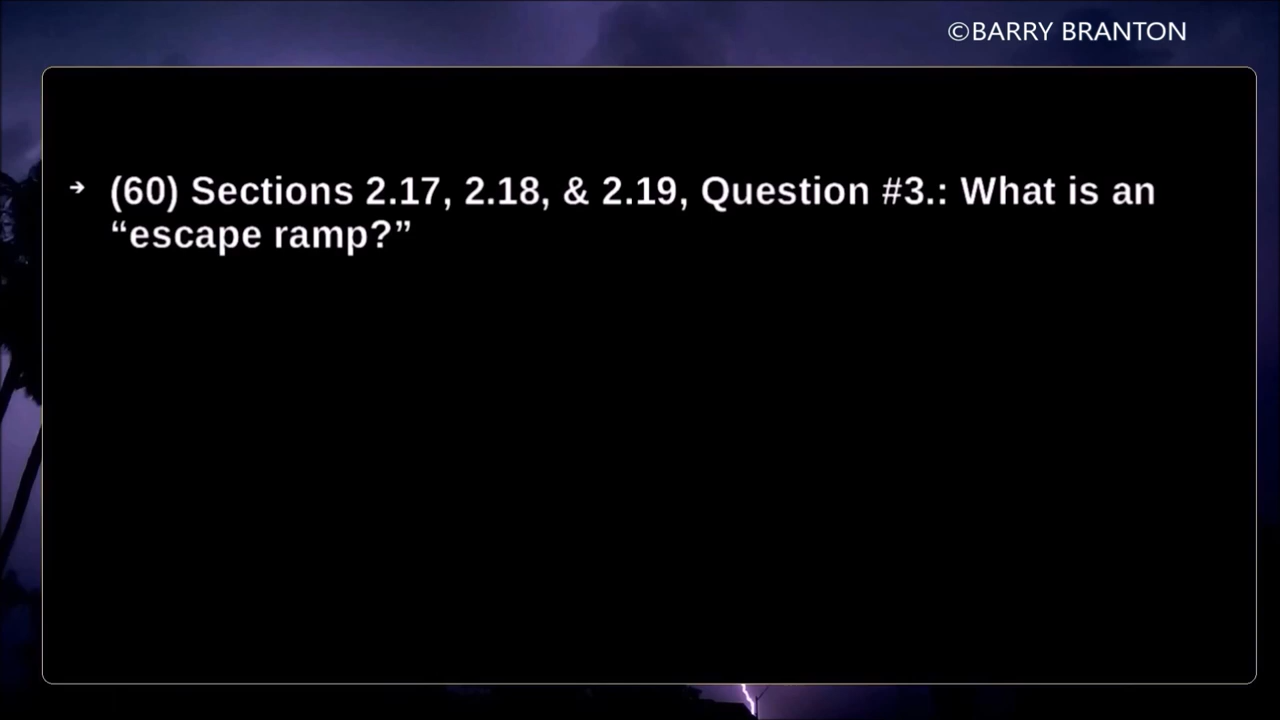 ©BARRY BRANTON
➔ (60) Sections 2.17, 2.18, & 2.19, Question #3.: What is an
“escape ramp?”